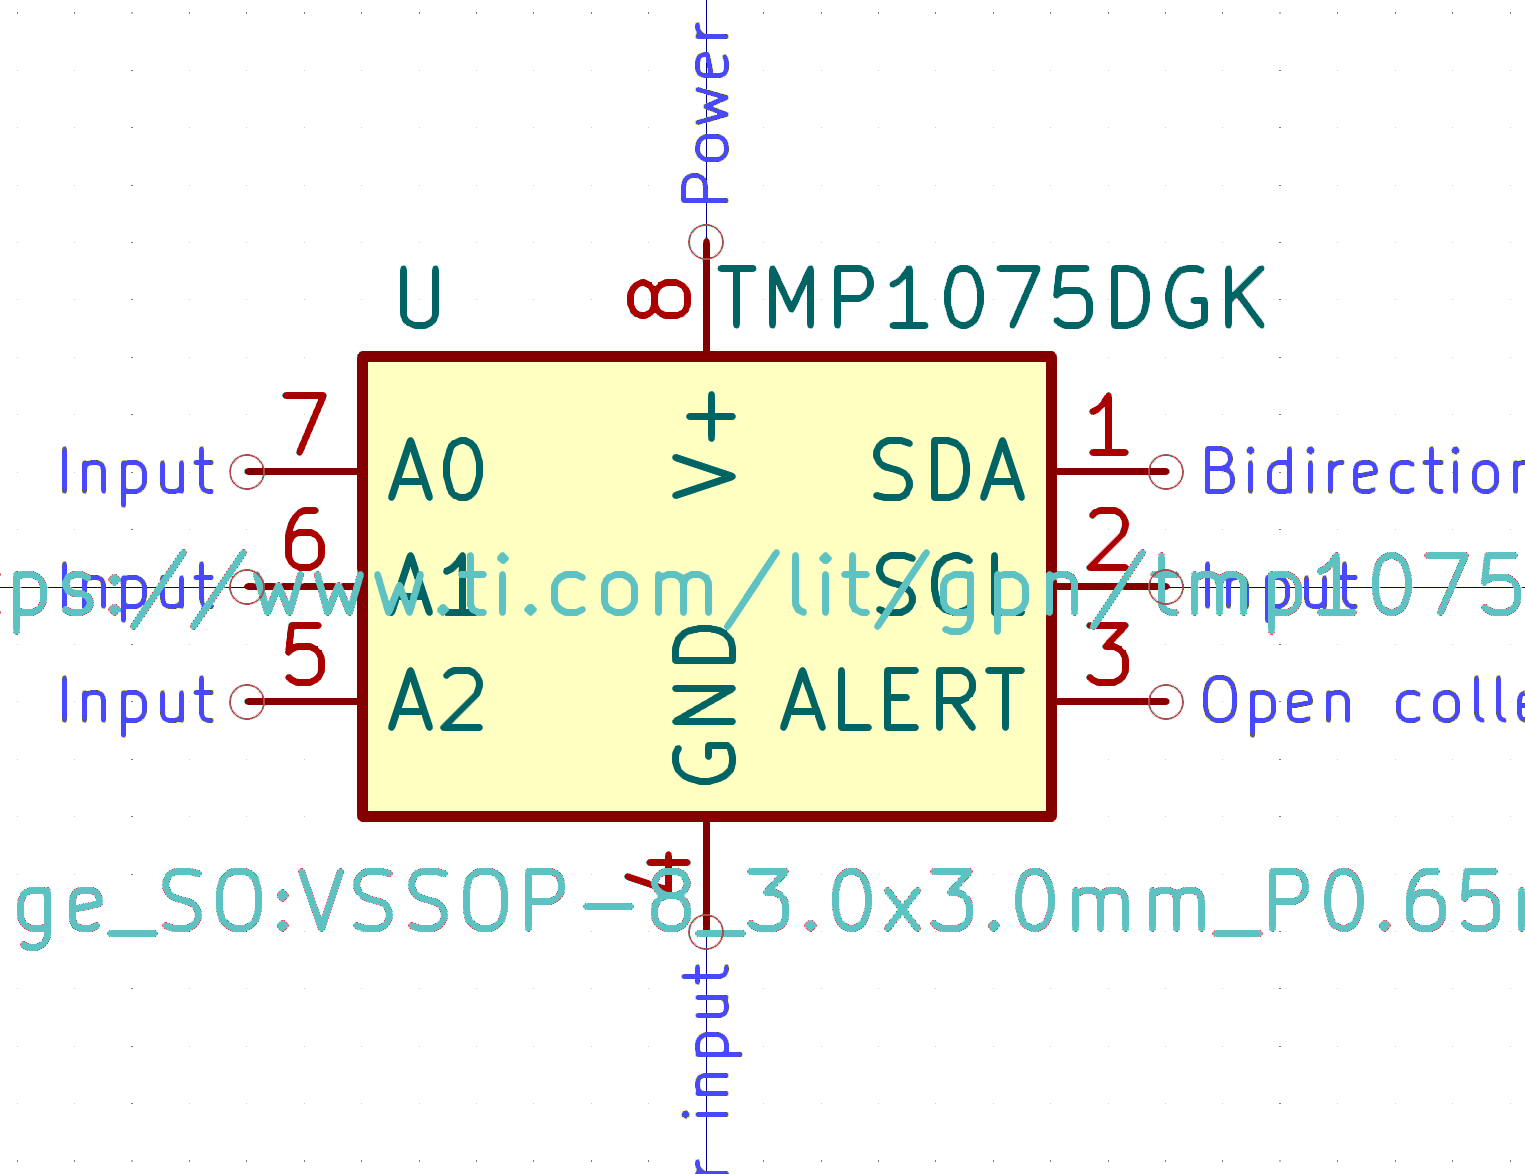 Power
U
8
TMP1075DGK
7
V+
1
Input
A0
SDA
Bidirection
6
2
Input
A1
SCL
Input
ps://www.ti.com/lit/gpn/tmp1075
5
GND
3
Input
A2
ALERT
Open colle
4
ge_SO:VSSOP-8_3.0x3.0mm_P0.65m
r input